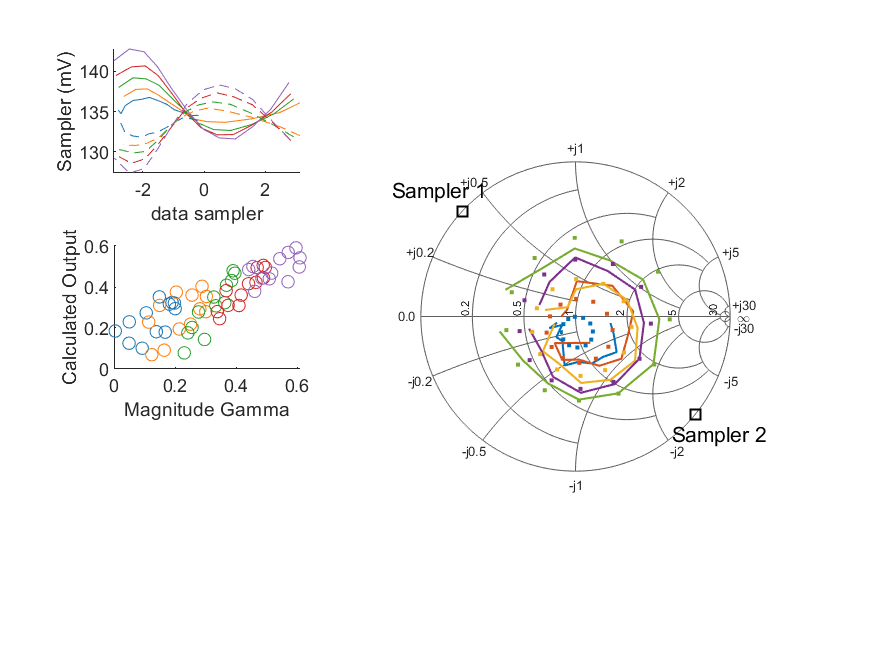 Sampler (mV)
140
135
130
-2
0
2
data sampler
Calculated Output
0.6
0.4
0.2
0
0
0.2
0.4
0.6
Magnitude Gamma
+j1
+j0.5
+j2
Sampler 1
+j0.2
+j5
0.0
0.2
0.5
1
2
5
30
+j30
∞
-j30
-j0.2
-j5
Sampler 2
-j0.5
-j2
-j1